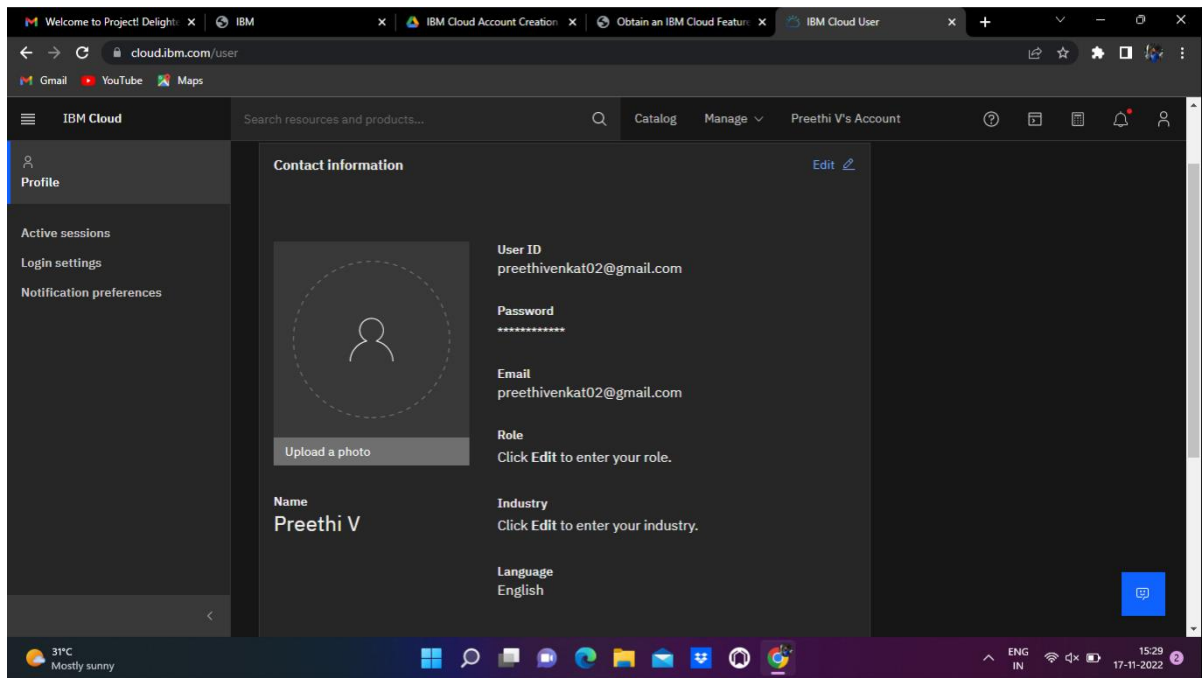 Welcome to Project! Delighte
IBM
IBM Cloud Account Creation
Obtain an IBM Cloud Feature
IBM Cloud User
cloud.ibm.com/user
Gmail YouTube Maps
IBM Cloud
Search resources and products...
Catalog
Manage
Preethi V's Account
Profile
Active sessions
Login settings
Notification preferences
Contact information
Edit
Upload a photo
Name
Preethi V
User ID
preethivenkat02@gmail.com
Password
************
Email
preethivenkat02@gmail.com
Role
Click Edit to enter your role.
Industry
Click Edit to enter your industry.
Language
English
31°C
Mostly sunny
ENG
IN
15:29
17-11-2022
2